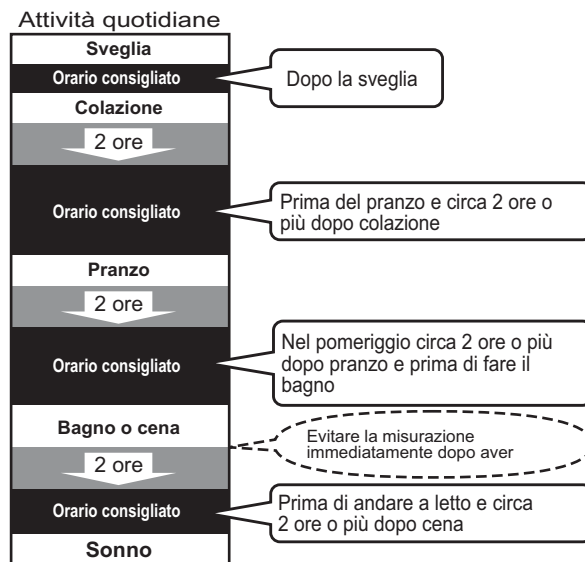 Attività quotidiane
Sveglia
Orario consigliato
Dopo la sveglia
Colazione
2 ore
Orario consigliato
Prima del pranzo e circa 2 ore o
più dopo colazione
Pranzo
2 ore
Orario consigliato
Nel pomeriggio circa 2 ore o più
dopo pranzo e prima di fare il
bagno
Bagno o cena
Evitare la misurazione
immediatamente dopo aver
2 ore
Orario consigliato
Prima di andare a letto e circa
2 ore o più dopo cena
Sonno